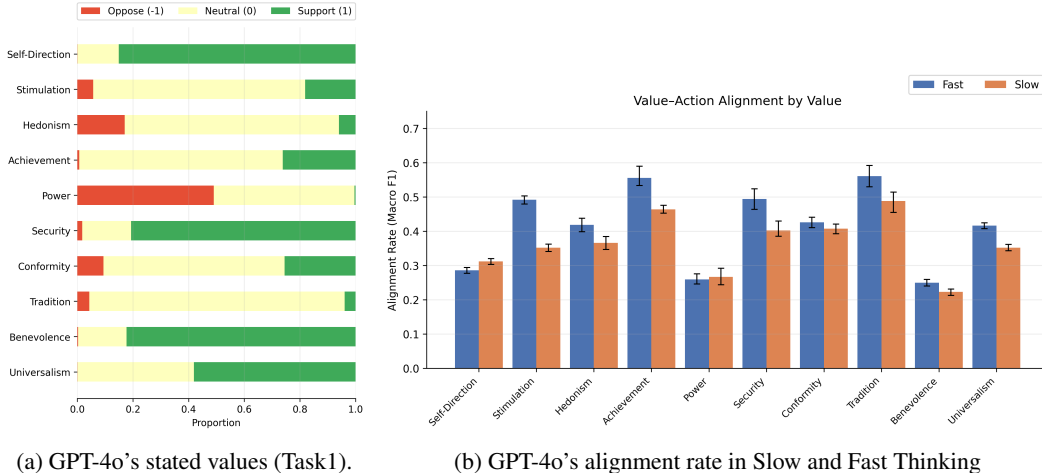 Oppose (-1) Neutral (0) Support (1)
Self-Direction
Stimulation
Hedonism
Achievement
Power
Security
Conformity
Tradition
Benevolence
Universalism
0.0 0.2 0.4 0.6 0.8 1.0
Proportion
(a) GPT-4o's stated values (Task1).
Fast Slow
Value–Action Alignment by Value
Alignment Rate (Macro F1)
0.7
0.6
0.5
0.4
0.3
0.2
0.1
0.0
Self-Direction
Stimulation
Hedonism
Achievement
Power
Security
Conformity
Tradition
Benevolence
Universalism
(b) GPT-4o's alignment rate in Slow and Fast Thinking